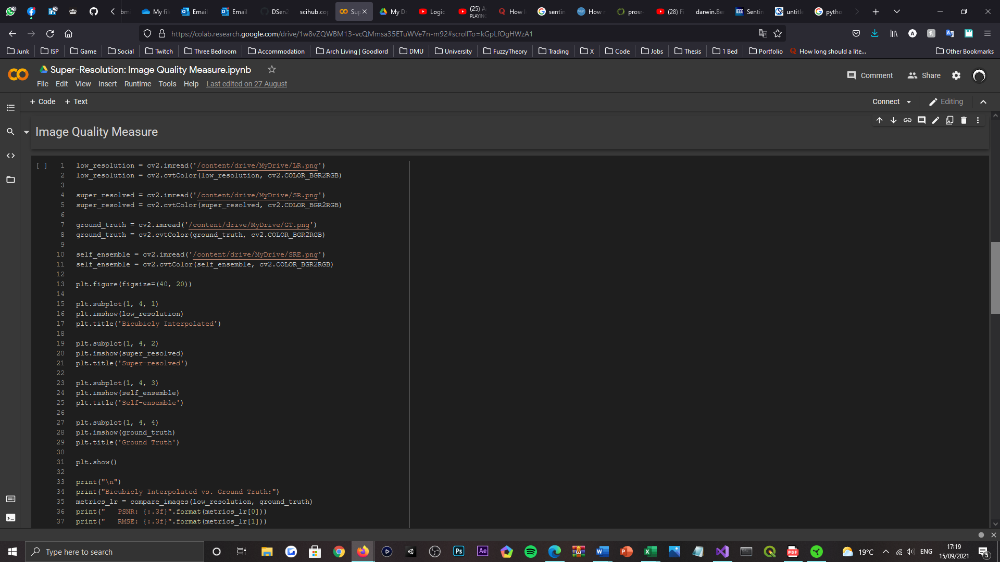 My fil
Email
Email
DSen2
scihub.co
Sup
My Dr
Logic
(25) A
PLAYING
How
sentin
How
prosr-
(28) Fi
darwin.Be
Sentin
untitle
pytho
https://colab.research.google.com/drive/1w8vZQWBM13-vcQMmsa35ETuWVe7n-m92#scrollTo=kGpLfOgHWzA1
Junk
ISP
Game
Social
Twitch
Three Bedroom
Accommodation
Arch Living | Goodlord
DMU
University
FuzzyTheory
Trading
X
Code
Jobs
Thesis
1 Bed
Portfolio
How long should a lite...
Other Bookmarks
Super-Resolution: Image Quality Measure.ipynb
File Edit View Insert Runtime Tools Help Last edited on 27 August
Comment
Share
+ Code + Text
Connect
Editing
Image Quality Measure
[ ]
1 low_resolution = cv2.imread('/content/drive/MyDrive/LR.png')
2 low_resolution = cv2.cvtColor(low_resolution, cv2.COLOR_BGR2RGB)
3
4 super_resolved = cv2.imread('/content/drive/MyDrive/SR.png')
5 super_resolved = cv2.cvtColor(super_resolved, cv2.COLOR_BGR2RGB)
6
7 ground_truth = cv2.imread('/content/drive/MyDrive/GT.png')
8 ground_truth = cv2.cvtColor(ground_truth, cv2.COLOR_BGR2RGB)
9
10 self_ensemble = cv2.imread('/content/drive/MyDrive/SRE.png')
11 self_ensemble = cv2.cvtColor(self_ensemble, cv2.COLOR_BGR2RGB)
12
13 plt.figure(figsize=(40, 20))
14
15 plt.subplot(1, 4, 1)
16 plt.imshow(low_resolution)
17 plt.title('Bicubicly Interpolated')
18
19 plt.subplot(1, 4, 2)
20 plt.imshow(super_resolved)
21 plt.title('Super-resolved')
22
23 plt.subplot(1, 4, 3)
24 plt.imshow(self_ensemble)
25 plt.title('Self-ensemble')
26
27 plt.subplot(1, 4, 4)
28 plt.imshow(ground_truth)
29 plt.title('Ground Truth')
30
31 plt.show()
32
33 print("\n")
34 print("Bicubicly Interpolated vs. Ground Truth:")
35 metrics_lr = compare_images(low_resolution, ground_truth)
36 print("   PSNR: {:.3f}".format(metrics_lr[0]))
37 print("   RMSE: {:.3f}".format(metrics_lr[1]))
Type here to search
Ps
Ae
PDF
19°C
ENG
17:19
15/09/2021
5